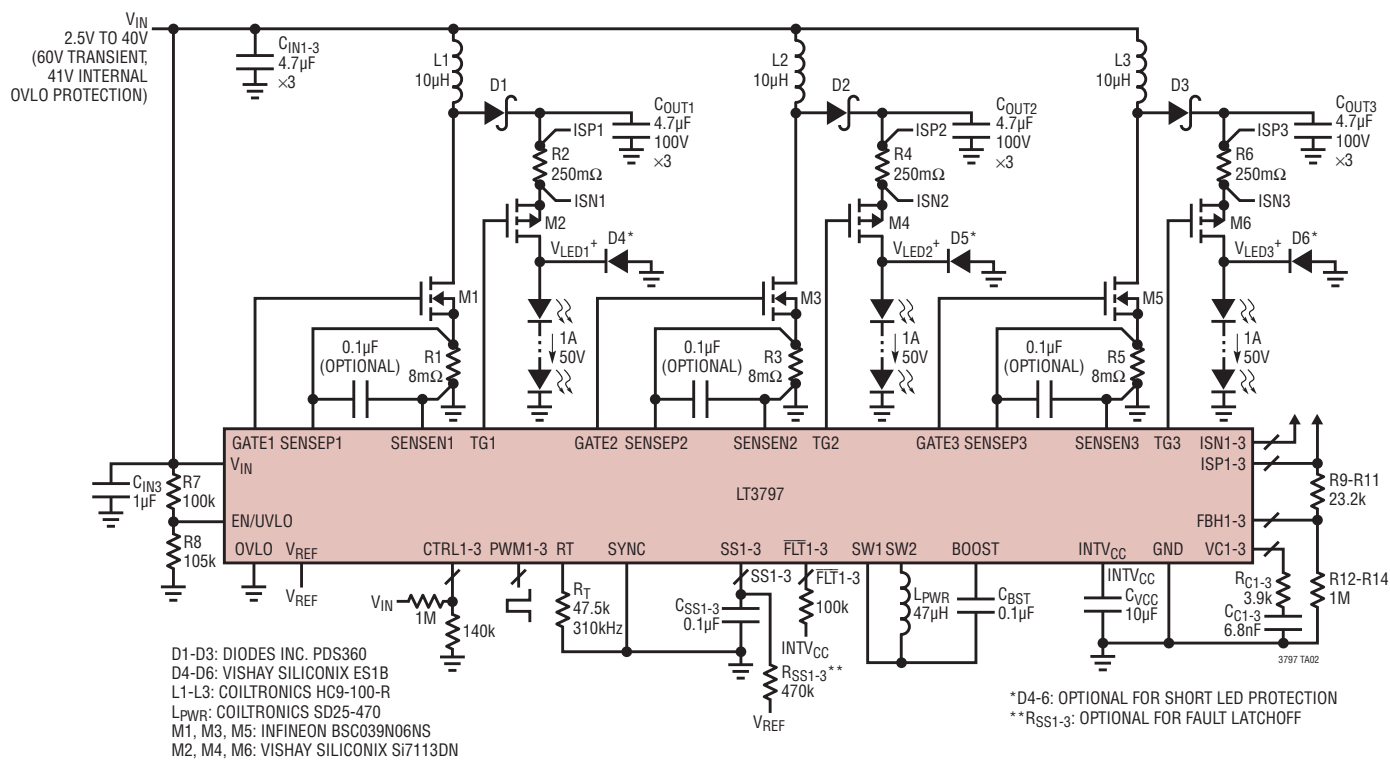 VIN
2.5V TO 40V
(60V TRANSIENT,
41V INTERNAL
OVLO PROTECTION)
CIN1-3
4.7µF
×3
L1
10µH
D1
COUT1
4.7µF
100V
×3
ISP1
R2
250mΩ
ISN1
M2
VLED1+
D4*
M1
1A
50V
0.1µF
(OPTIONAL)
R1
8mΩ
L2
10µH
D2
COUT2
4.7µF
100V
×3
ISP2
R4
250mΩ
ISN2
M4
VLED2+
D5*
M3
1A
50V
0.1µF
(OPTIONAL)
R3
8mΩ
L3
10µH
D3
COUT3
4.7µF
100V
×3
ISP3
R6
250mΩ
ISN3
M6
VLED3+
D6*
M5
1A
50V
0.1µF
(OPTIONAL)
R5
8mΩ
GATE1 SENSEP1 SENSEN1 TG1 GATE2 SENSEP2 SENSEN2 TG2 GATE3 SENSEP3 SENSEN3 TG3 ISN1-3
VIN
ISP1-3
CIN3
1µF
R7
100k
LT3797
R9-R11
23.2k
EN/UVLO
FBH1-3
R8
105k
OVLO VREF CTRL1-3 PWM1-3 RT SYNC SS1-3 FLT1-3 SW1 SW2 BOOST INTVCC GND VC1-3
VREF
VIN
1M
140k
RT
47.5k
310kHz
SS1-3
CSS1-3
0.1µF
RSS1-3**
470k
VREF
FLT1-3
100k
INTVCC
LPWR
47µH
CBST
0.1µF
INTVCC
CVCC
10µF
RC1-3
3.9k
CC1-3
6.8nF
R12-R14
1M
3797 TA02
D1-D3: DIODES INC. PDS360
D4-D6: VISHAY SILICONIX ES1B
L1-L3: COILTRONICS HC9-100-R
LPWR: COILTRONICS SD25-470
M1, M3, M5: INFINEON BSC039N06NS
M2, M4, M6: VISHAY SILICONIX Si7113DN
*D4-6: OPTIONAL FOR SHORT LED PROTECTION
**RSS1-3: OPTIONAL FOR FAULT LATCHOFF